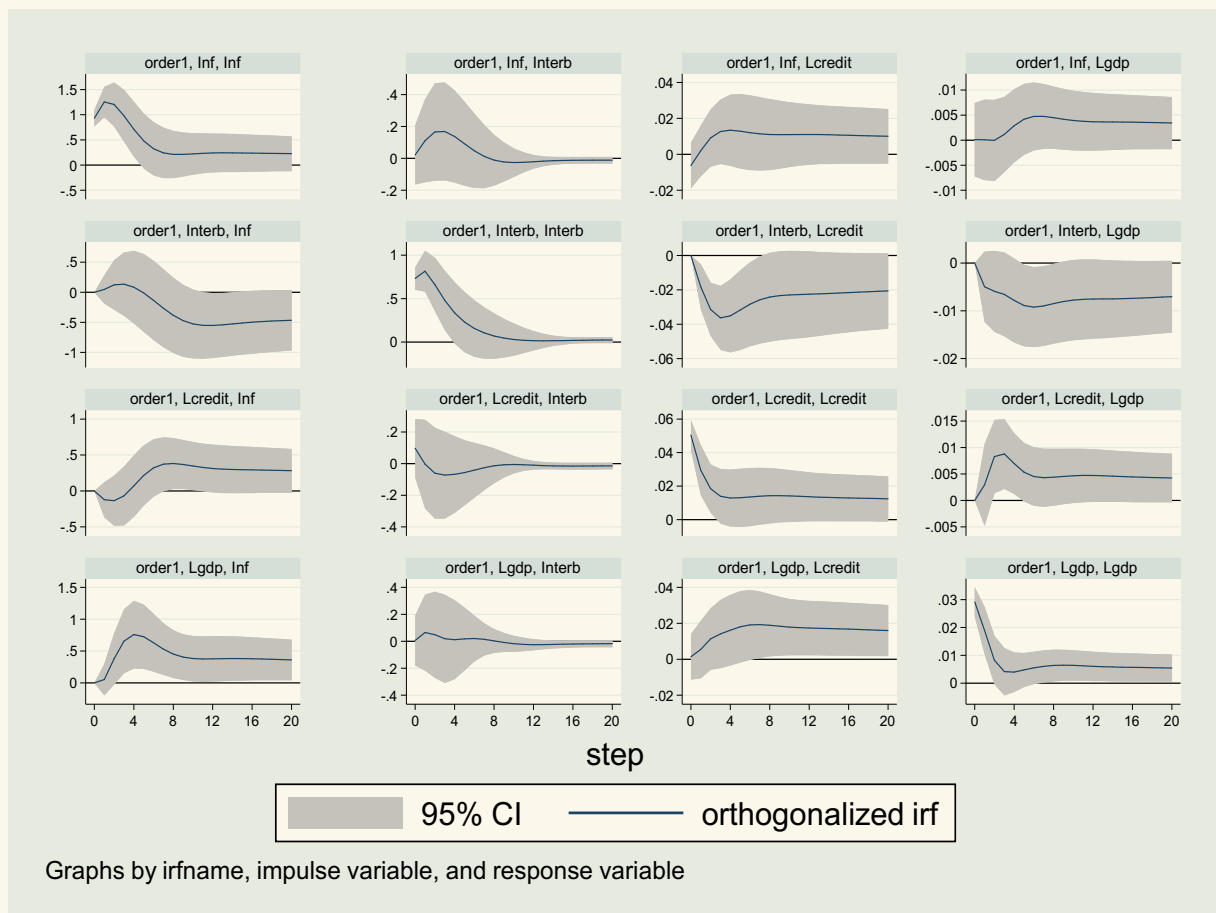 order1, Inf, Inf
order1, Inf, Interb
order1, Inf, Lcredit
order1, Inf, Lgdp
1.5
1
.5
0
-.5
.4
.2
0
-.2
.04
.02
0
-.02
.01
.005
0
-.005
-.01
order1, Interb, Inf
order1, Interb, Interb
order1, Interb, Lcredit
order1, Interb, Lgdp
.5
0
-.5
-1
1
.5
0
0
-.02
-.04
-.06
0
-.01
-.02
order1, Lcredit, Inf
order1, Lcredit, Interb
order1, Lcredit, Lcredit
order1, Lcredit, Lgdp
1
.5
0
-.5
.2
0
-.2
-.4
.06
.04
.02
0
.015
.01
.005
0
-.005
order1, Lgdp, Inf
order1, Lgdp, Interb
order1, Lgdp, Lcredit
order1, Lgdp, Lgdp
1.5
1
.5
0
.4
.2
0
-.2
-.4
.04
.02
0
-.02
.03
.02
.01
0
0 4 8 12 16 20
0 4 8 12 16 20
0 4 8 12 16 20
0 4 8 12 16 20
step
95% CI
orthogonalized irf
Graphs by irfname, impulse variable, and response variable